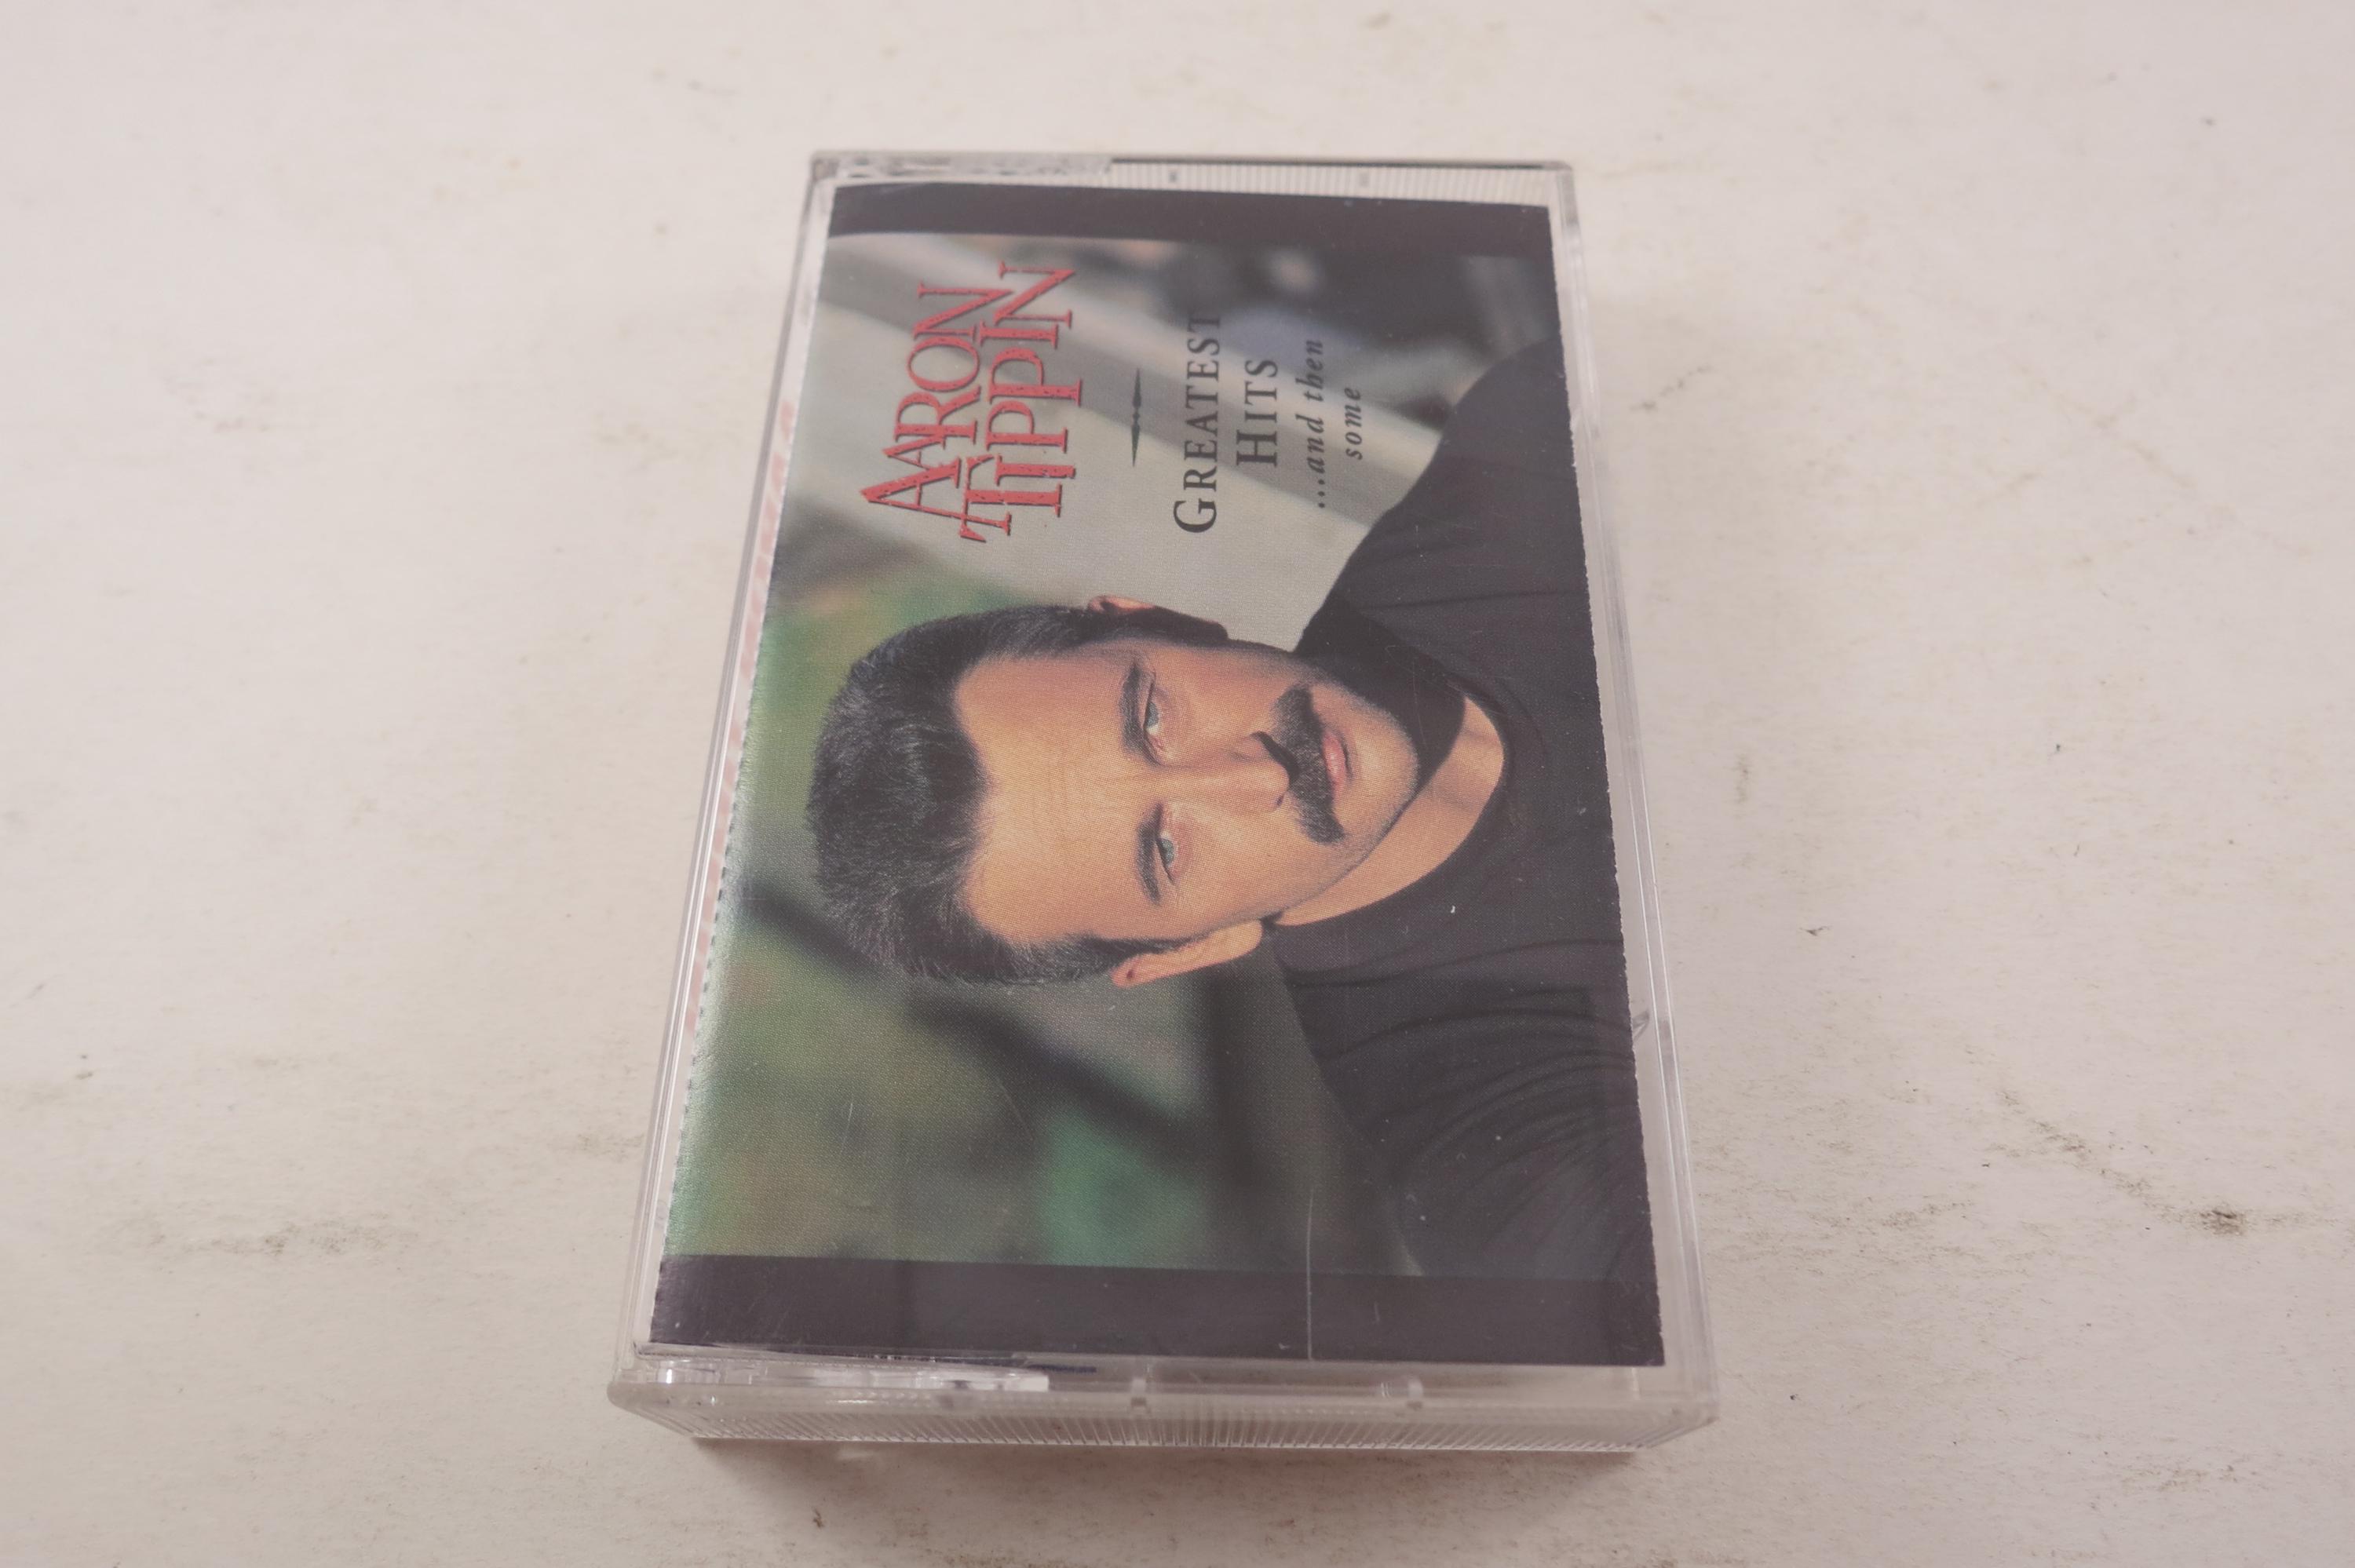 AARON
TIPPIN
GREATEST
HITS
...and then
some